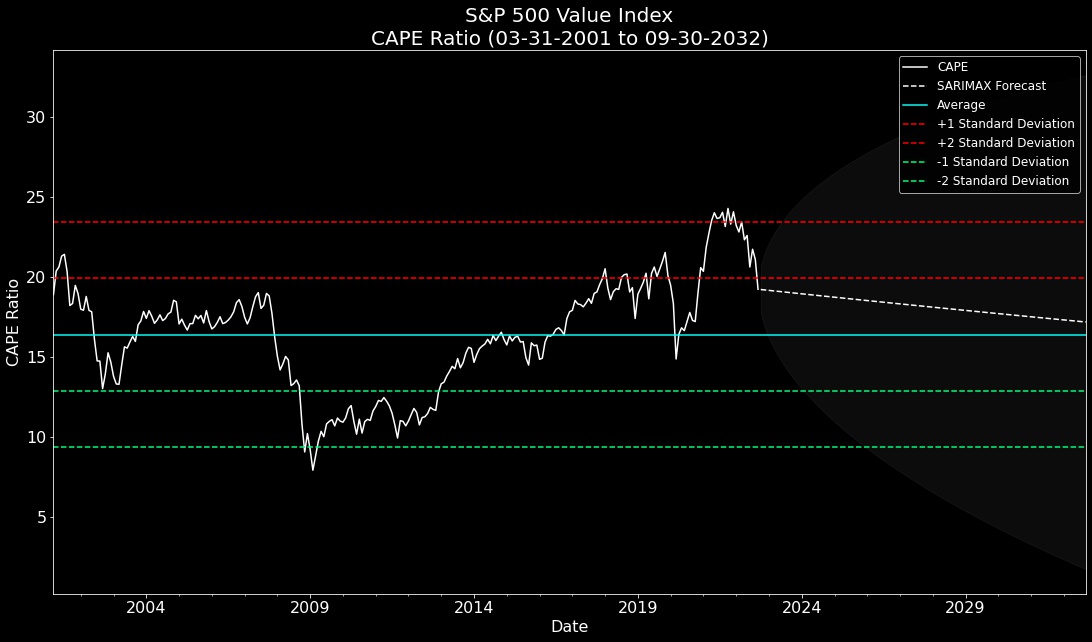 S&P 500 Value Index
CAPE Ratio (03-31-2001 to 09-30-2032)
CAPE
SARIMAX Forecast
Average
+1 Standard Deviation
+2 Standard Deviation
-1 Standard Deviation
-2 Standard Deviation
CAPE Ratio
30
25
20
15
10
5
2004
2009
2014
2019
2024
2029
Date